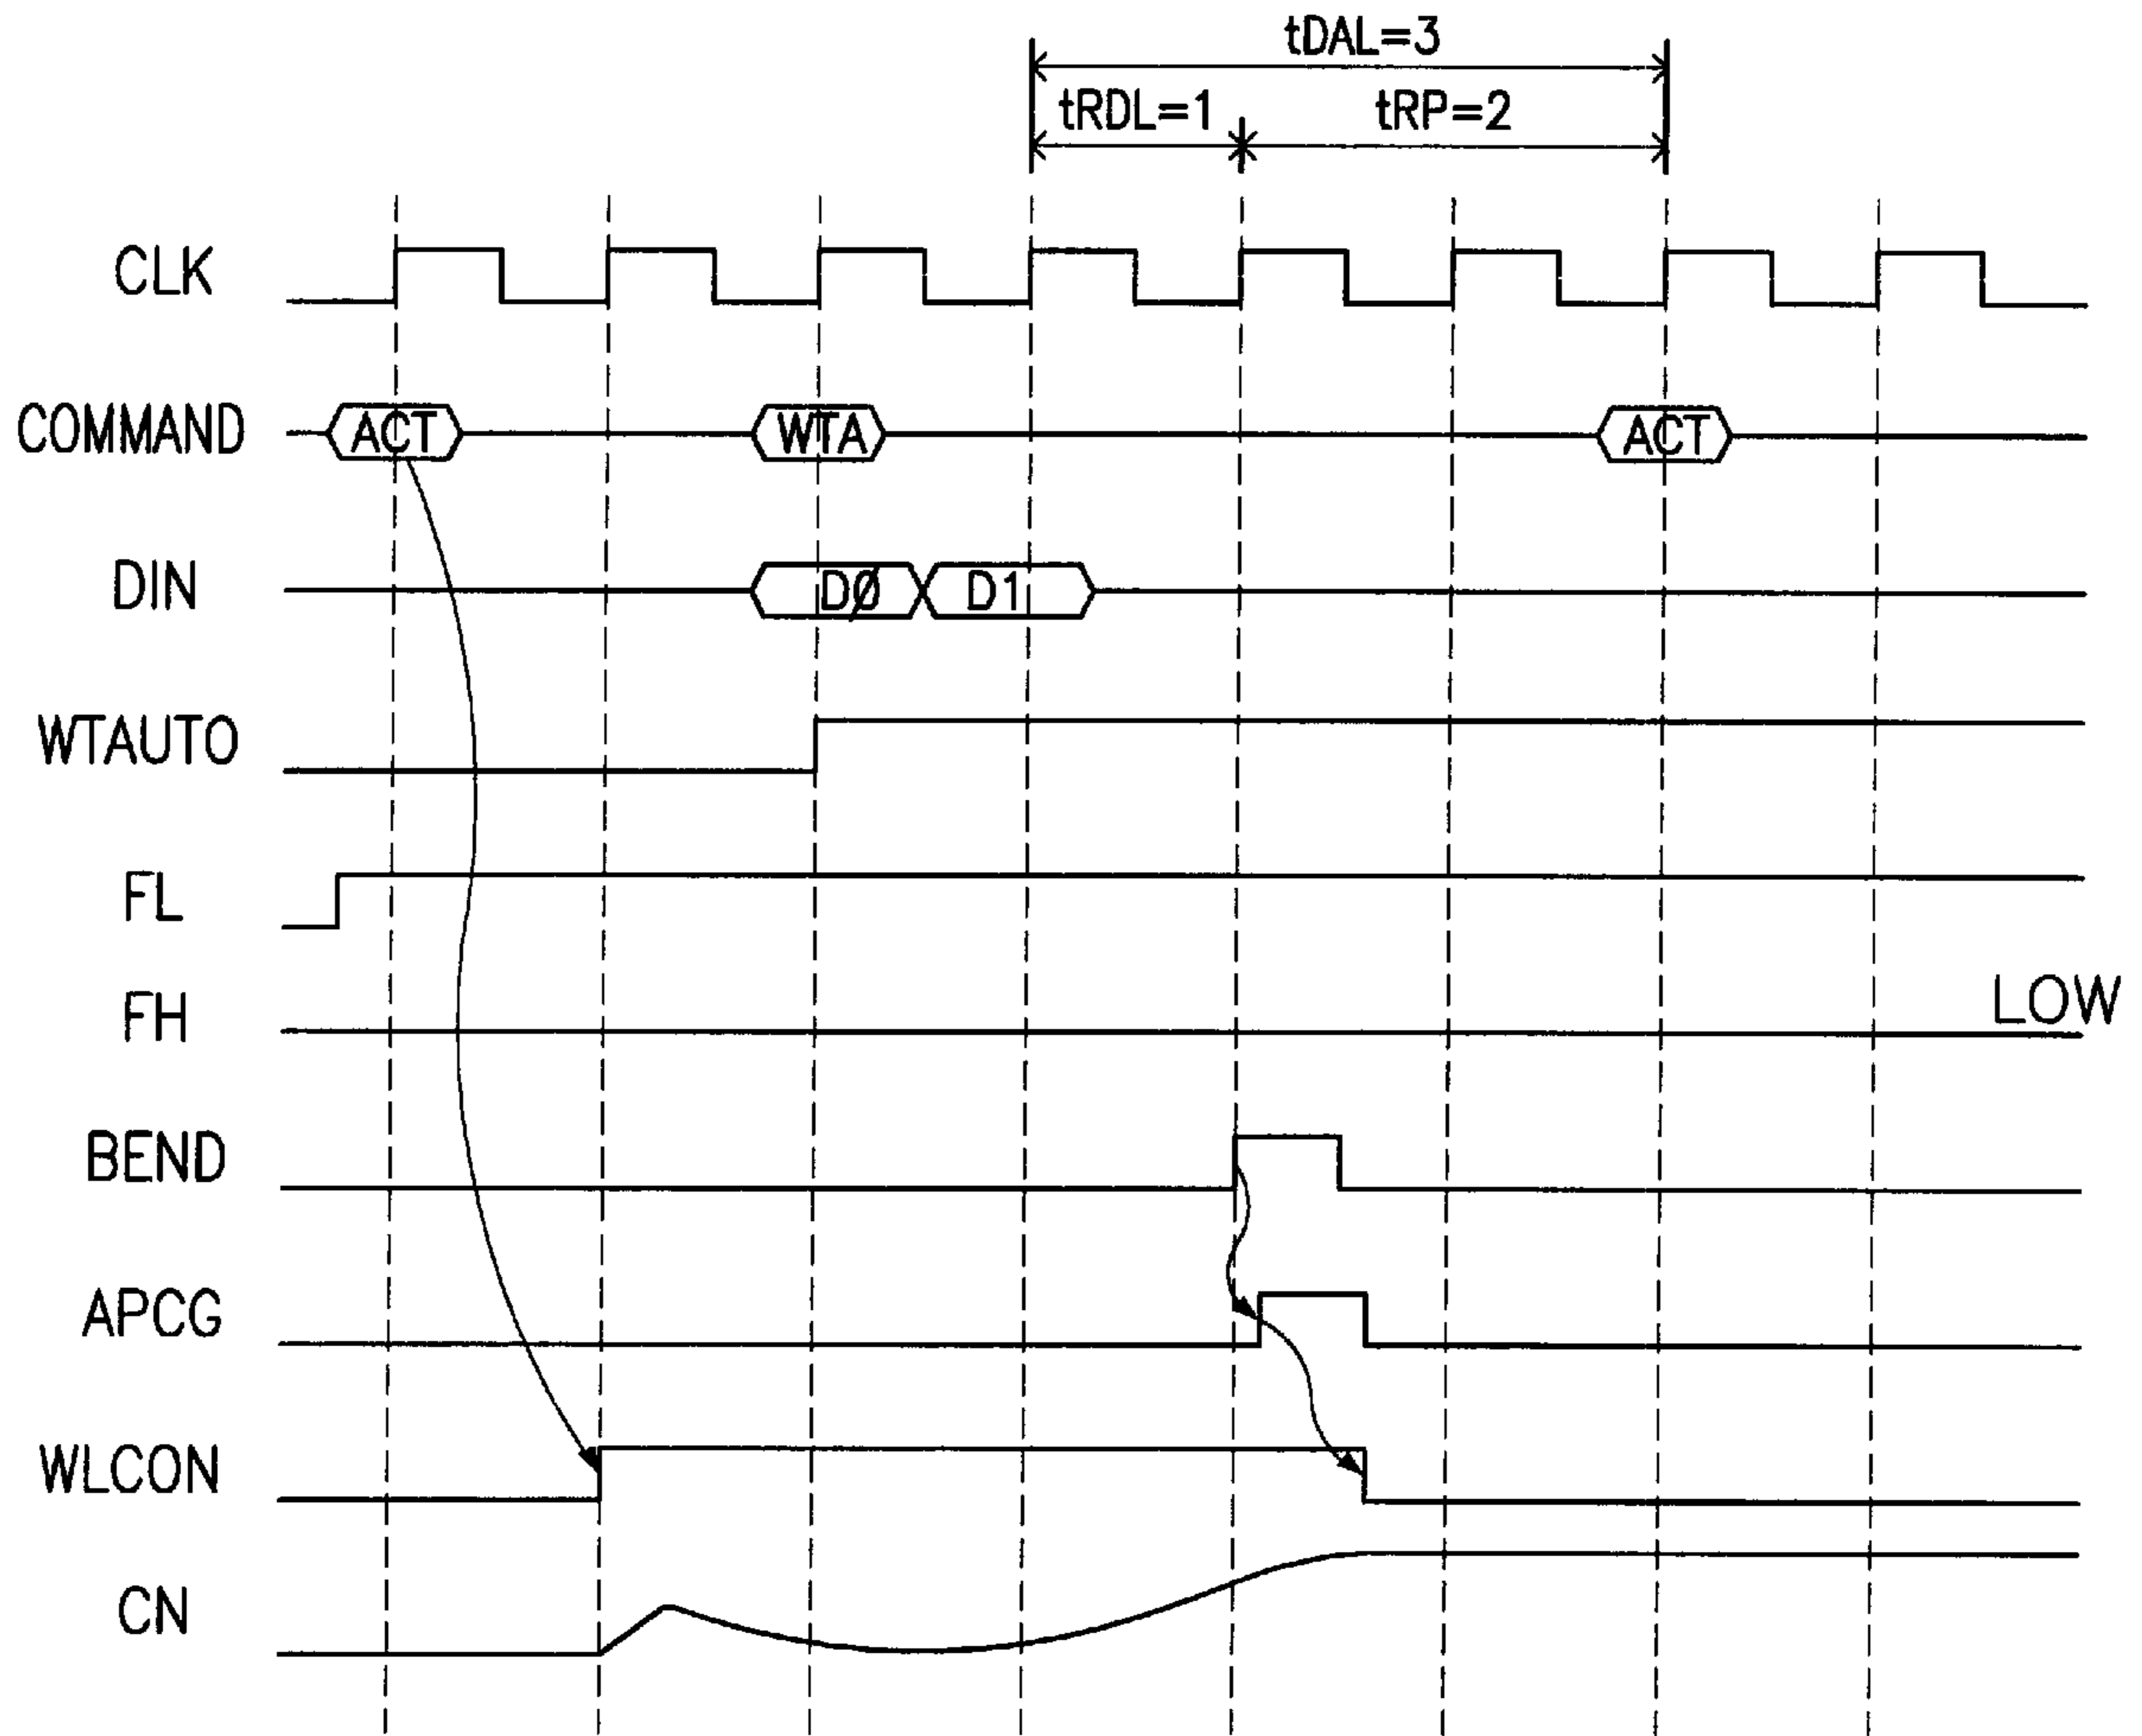 tDAL=3
tRDL=1 tRP=2
CLK
COMMAND ACT WTA ACT
DIN DØ D1
WTAUTO
FL
FH LOW
BEND
APCG
WLCON
CN